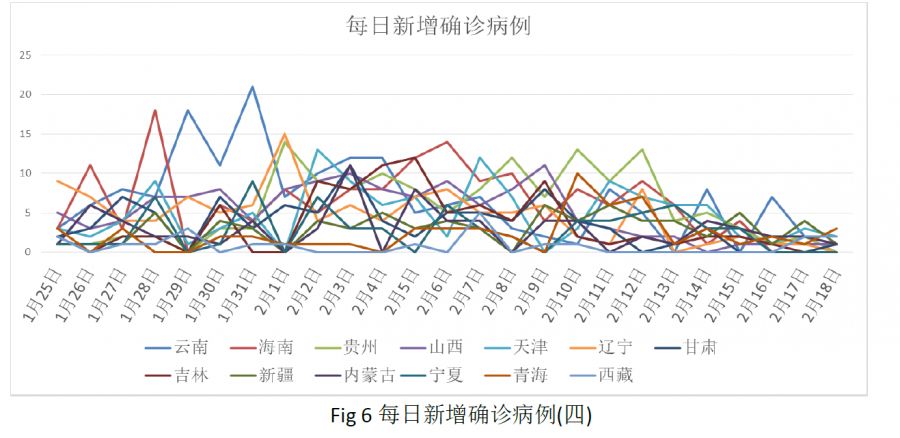 每日新增确诊病例
25
20
15
10
5
0
1月25日 1月26日 1月27日 1月28日 1月29日 1月30日 1月31日 2月1日 2月2日 2月3日 2月4日 2月5日 2月6日 2月7日 2月8日 2月9日 2月10日 2月11日 2月12日 2月13日 2月14日 2月15日 2月16日 2月17日 2月18日
云南 海南 贵州 山西 天津 辽宁 甘肃
吉林 新疆 内蒙古 宁夏 青海 西藏
Fig 6 每日新增确诊病例(四)